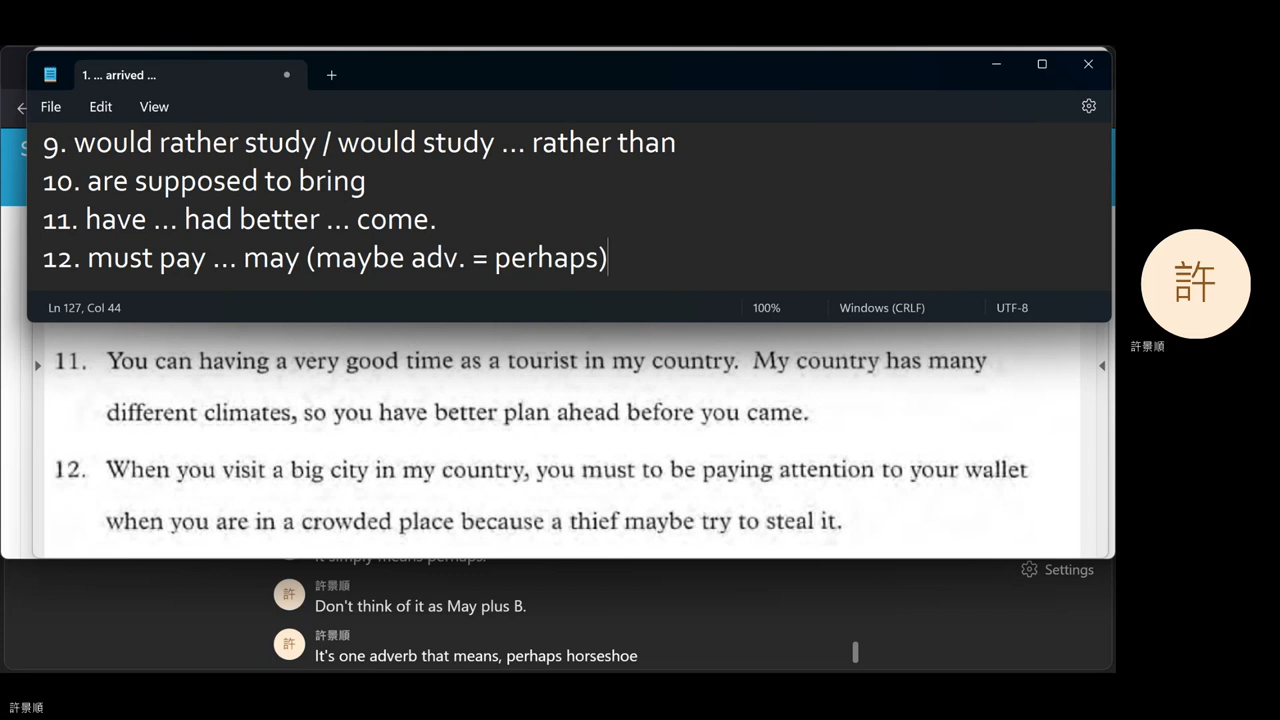 1. ... arrived ...
File Edit View
9. would rather study / would study ... rather than
10. are supposed to bring
11. have ... had better ... come.
12. must pay ... may (maybe adv. = perhaps)
Ln 127, Col 44 100% Windows (CRLF) UTF-8
11. You can having a very good time as a tourist in my country. My country has many
different climates, so you have better plan ahead before you came.
12. When you visit a big city in my country, you must to be paying attention to your wallet
when you are in a crowded place because a thief maybe try to steal it.
It simply means perhaps.
Settings
許 許景順
Don't think of it as May plus B.
許 許景順
It's one adverb that means, perhaps horseshoe
許
許景順
許景順